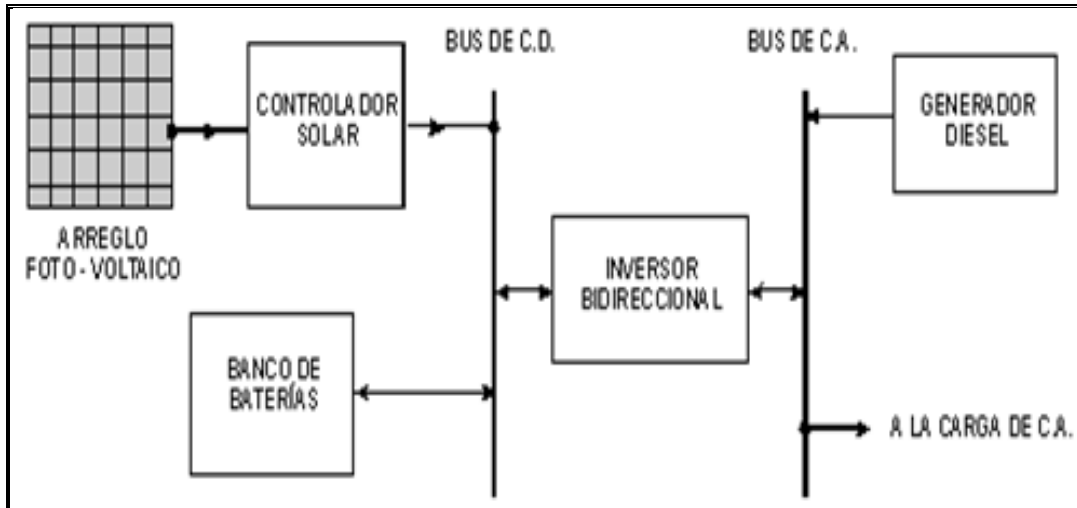 BUS DE C.D.
BUS DE C.A.
CONTROLADOR
SOLAR
GENERADOR
DIESEL
ARREGLO
FOTO - VOLTAICO
INVERSOR
BIDIRECCIONAL
BANCO DE
BATERÍAS
A LA CARGA DE C.A.